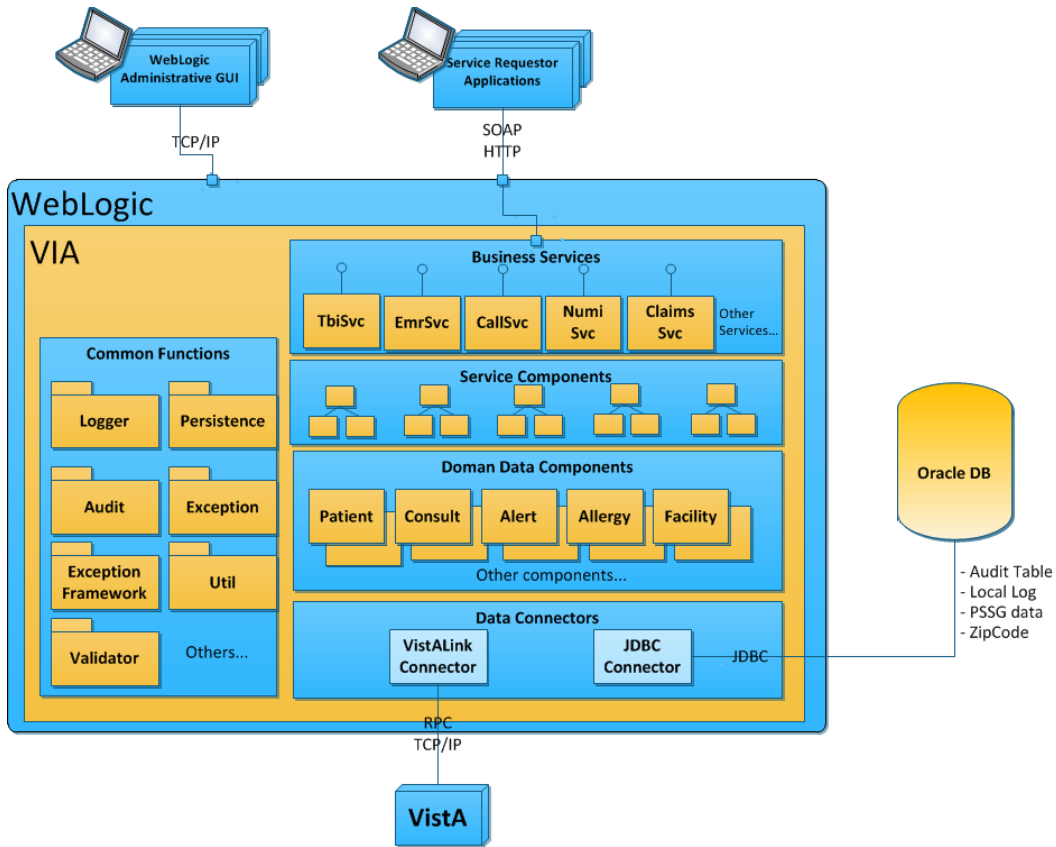 WebLogic
Administrative GUI
Service Requestor
Applications
TCP/IP
SOAP
HTTP
WebLogic
VIA
Business Services
TbiSvc
EmrSvc
CallSvc
Numi
Svc
Claims
Svc
Other
Services...
Common Functions
Logger
Persistence
Audit
Exception
Exception
Framework
Util
Validator
Others...
Service Components
Doman Data Components
Patient
Consult
Alert
Allergy
Facility
Other components...
Data Connectors
VistALink
Connector
JDBC
Connector
JDBC
Oracle DB
- Audit Table
- Local Log
- PSSG data
- ZipCode
RPC
TCP/IP
VistA